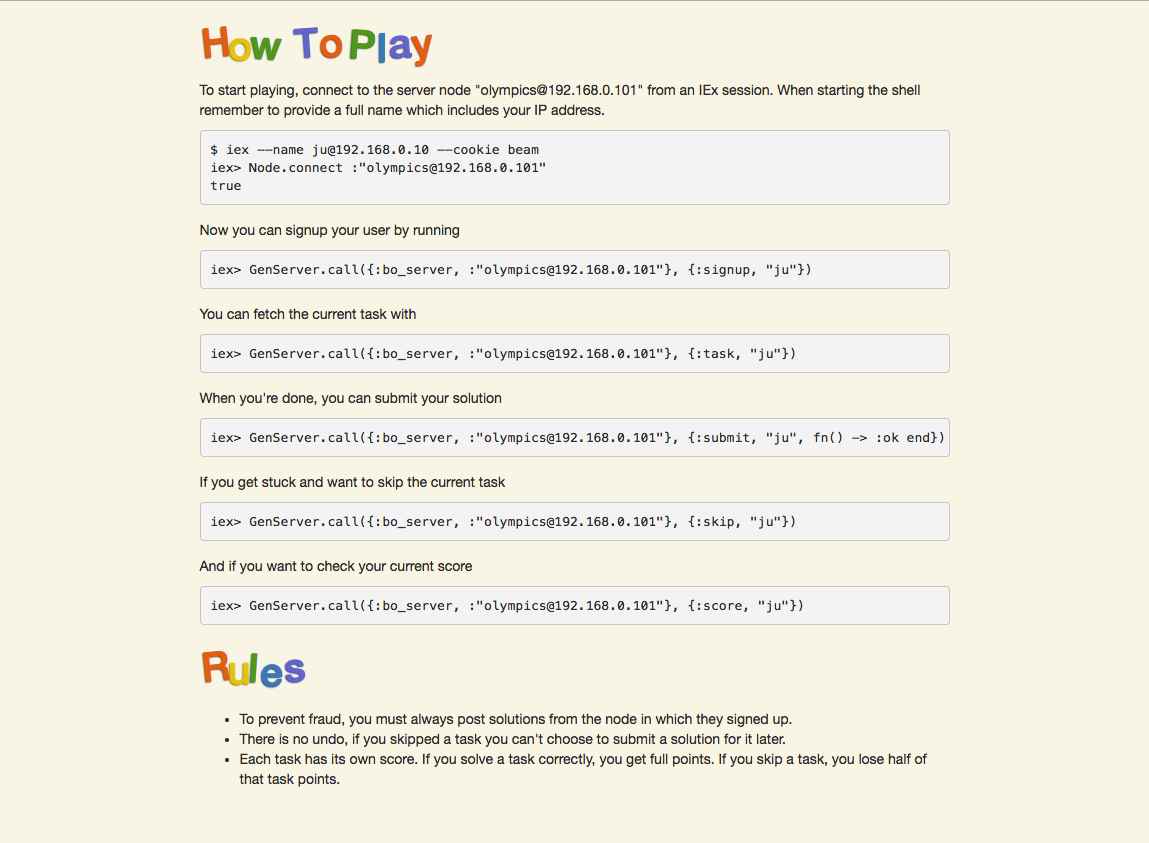 How To Play
To start playing, connect to the server node "olympics@192.168.0.101" from an IEx session. When starting the shell
remember to provide a full name which includes your IP address.
$ iex --name ju@192.168.0.10 --cookie beam
iex> Node.connect :"olympics@192.168.0.101"
true
Now you can signup your user by running
iex> GenServer.call({:bo_server, :"olympics@192.168.0.101"}, {:signup, "ju"})
You can fetch the current task with
iex> GenServer.call({:bo_server, :"olympics@192.168.0.101"}, {:task, "ju"})
When you're done, you can submit your solution
iex> GenServer.call({:bo_server, :"olympics@192.168.0.101"}, {:submit, "ju", fn() -> :ok end})
If you get stuck and want to skip the current task
iex> GenServer.call({:bo_server, :"olympics@192.168.0.101"}, {:skip, "ju"})
And if you want to check your current score
iex> GenServer.call({:bo_server, :"olympics@192.168.0.101"}, {:score, "ju"})
Rules
• To prevent fraud, you must always post solutions from the node in which they signed up.
• There is no undo, if you skipped a task you can't choose to submit a solution for it later.
• Each task has its own score. If you solve a task correctly, you get full points. If you skip a task, you lose half of
that task points.